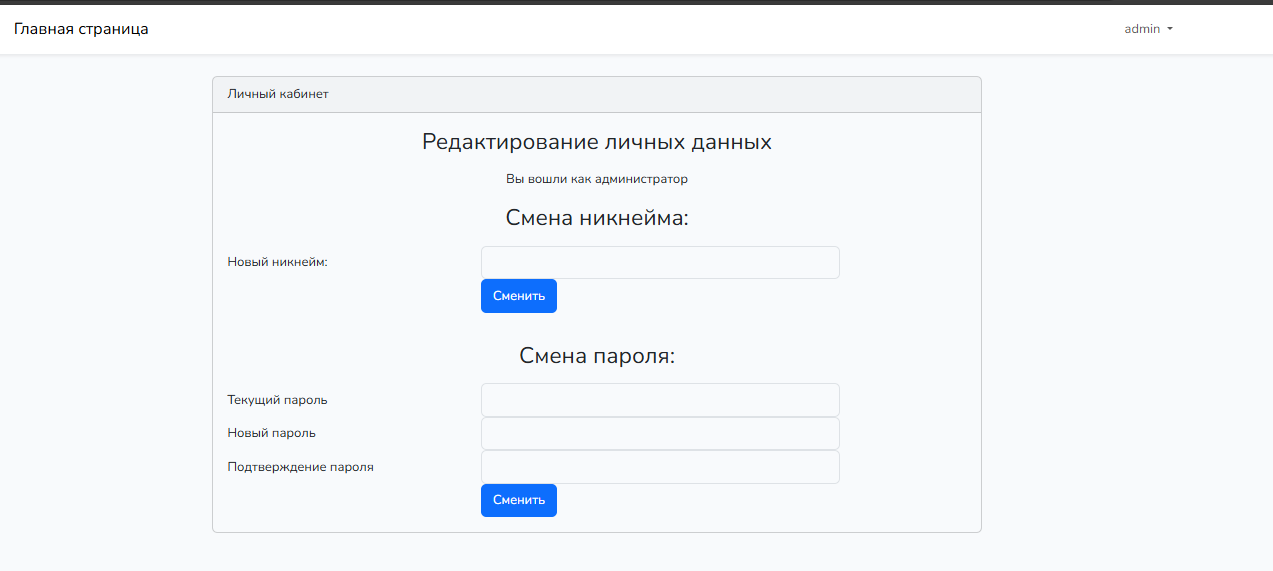 Главная страница
admin
Личный кабинет
Редактирование личных данных
Вы вошли как администратор
Смена никнейма:
Новый никнейм:
Сменить
Смена пароля:
Текущий пароль
Новый пароль
Подтверждение пароля
Сменить